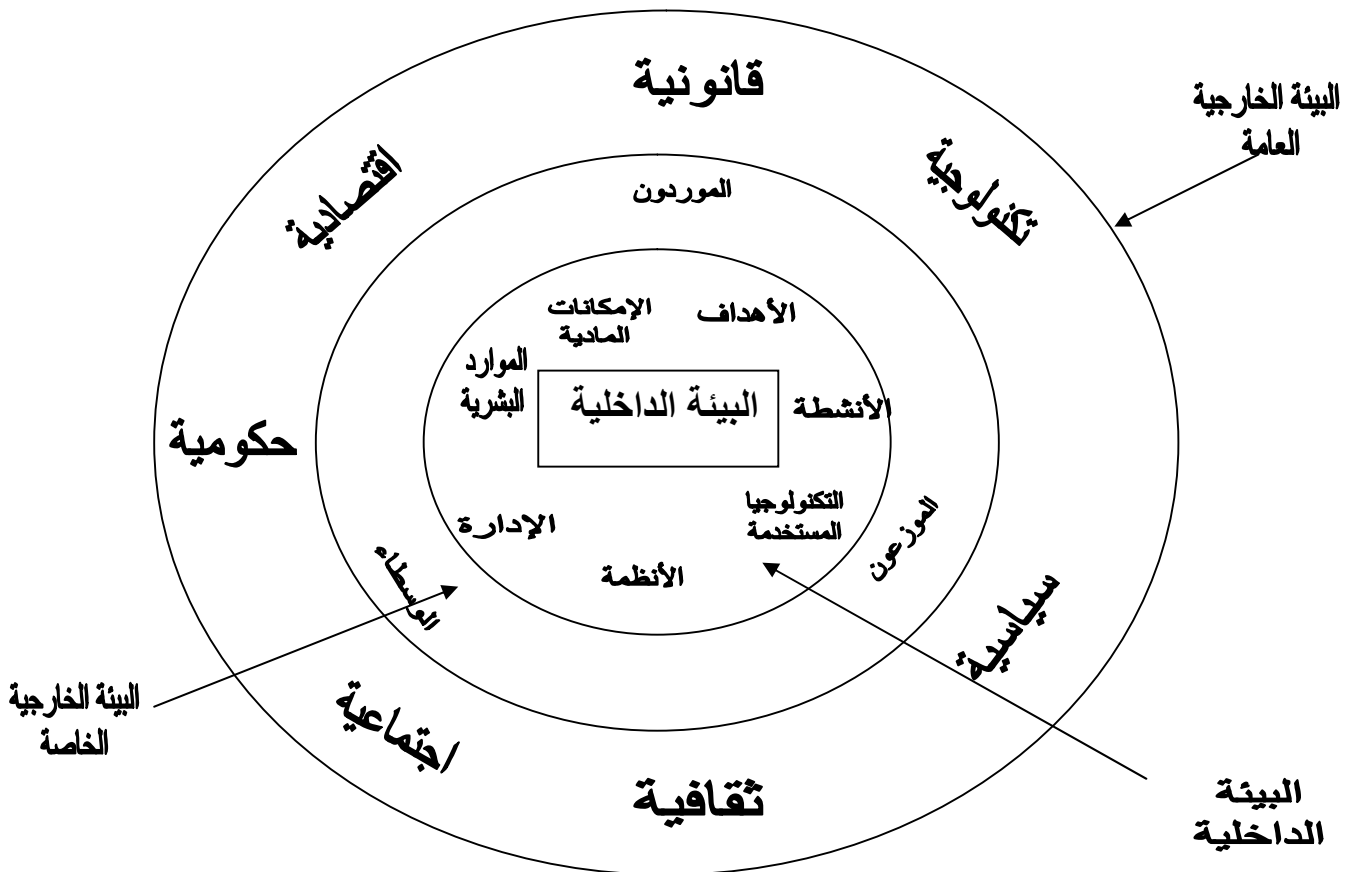 قانونية
البيئة الخارجية
العامة
تكنولوجية
اقتصادية
الموردون
الإمكانات
المادية
الأهداف
الموارد
البشرية
البيئة الداخلية
الأنشطة
حكومية
التكنولوجيا
المستخدمة
الإدارة
الموزعون
الأنظمة
الوسطاء
سياسية
البيئة الخارجية
الخاصة
اجتماعية
ثقافية
البيئة
الداخلية